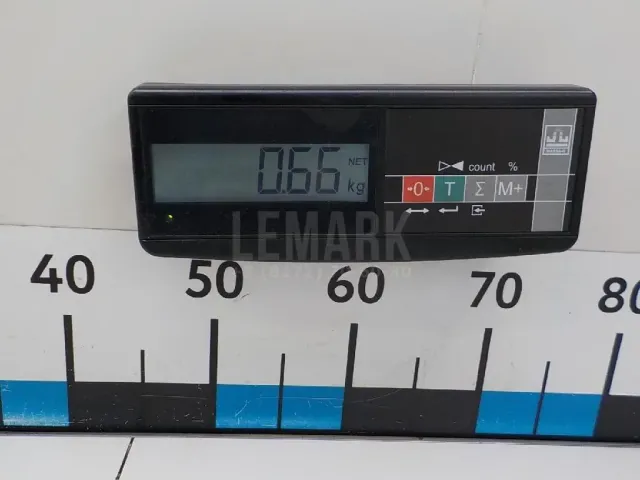 ▷◀ count %
0.66 NET kg
→0← T Σ M+
LEMARK
40 50 60 70 80